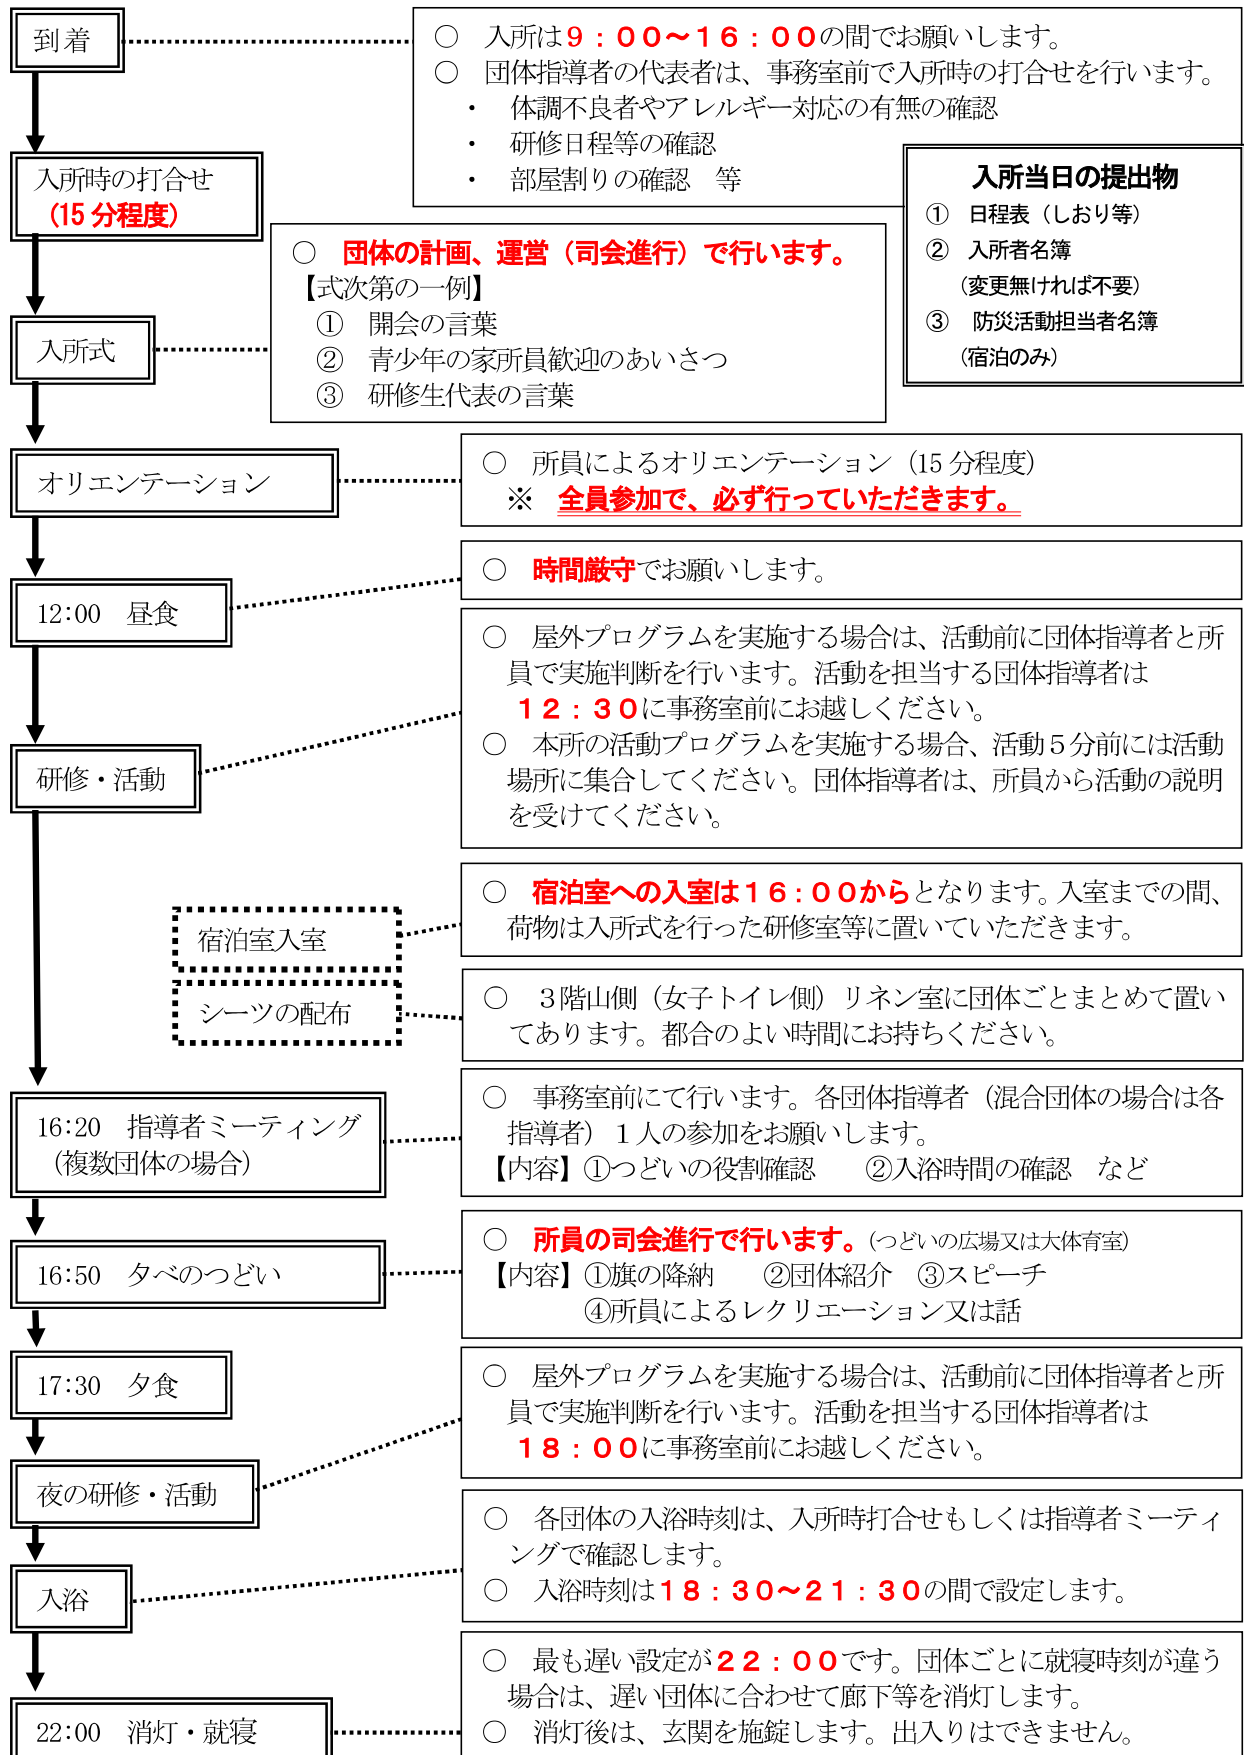 到着
○　入所は９：００～１６：００の間でお願いします。
○　団体指導者の代表者は、事務室前で入所時の打合せを行います。
・　体調不良者やアレルギー対応の有無の確認
・　研修日程等の確認
・　部屋割りの確認　等
入所時の打合せ
（15 分程度）
入所当日の提出物
①　日程表（しおり等）
②　入所者名簿
（変更無ければ不要）
③　防災活動担当者名簿
（宿泊のみ）
○　団体の計画、運営（司会進行）で行います。
【式次第の一例】
①　開会の言葉
②　青少年の家所員歓迎のあいさつ
③　研修生代表の言葉
入所式
オリエンテーション
○　所員によるオリエンテーション（15 分程度）
※　全員参加で、必ず行っていただきます。
12:00　昼食
○　時間厳守でお願いします。
研修・活動
○　屋外プログラムを実施する場合は、活動前に団体指導者と所
員で実施判断を行います。活動を担当する団体指導者は
１２：３０に事務室前にお越しください。
○　本所の活動プログラムを実施する場合、活動５分前には活動
場所に集合してください。団体指導者は、所員から活動の説明
を受けてください。
宿泊室入室
○　宿泊室への入室は１６：００からとなります。入室までの間、
荷物は入所式を行った研修室等に置いていただきます。
シーツの配布
○　３階山側（女子トイレ側）リネン室に団体ごとまとめて置い
てあります。都合のよい時間にお持ちください。
16:20　指導者ミーティング
（複数団体の場合）
○　事務室前にて行います。各団体指導者（混合団体の場合は各
指導者）１人の参加をお願いします。
【内容】①つどいの役割確認　　②入浴時間の確認　など
16:50　夕べのつどい
○　所員の司会進行で行います。（つどいの広場又は大体育室）
【内容】①旗の降納　　②団体紹介　③スピーチ
④所員によるレクリエーション又は話
17:30　夕食
夜の研修・活動
○　屋外プログラムを実施する場合は、活動前に団体指導者と所
員で実施判断を行います。活動を担当する団体指導者は
１８：００に事務室前にお越しください。
入浴
○　各団体の入浴時刻は、入所時打合せもしくは指導者ミーティ
ングで確認します。
○　入浴時刻は１８：３０～２１：３０の間で設定します。
22:00　消灯・就寝
○　最も遅い設定が２２：００です。団体ごとに就寝時刻が違う
場合は、遅い団体に合わせて廊下等を消灯します。
○　消灯後は、玄関を施錠します。出入りはできません。